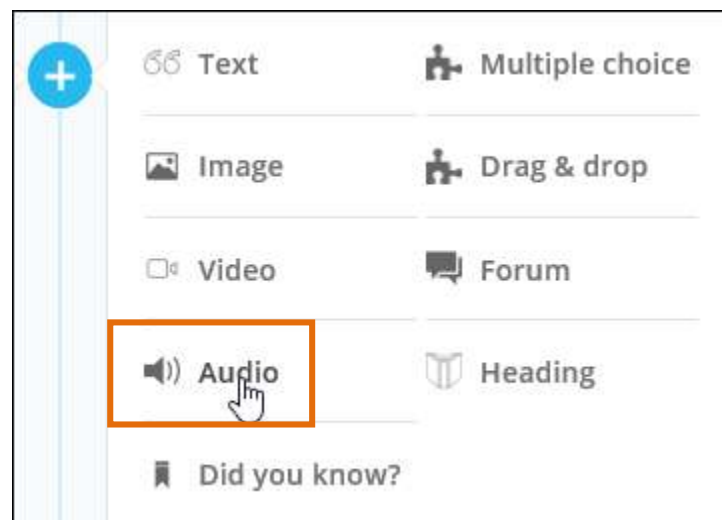 Text
Multiple choice
Image
Drag & drop
Video
Forum
Audio
Heading
Did you know?